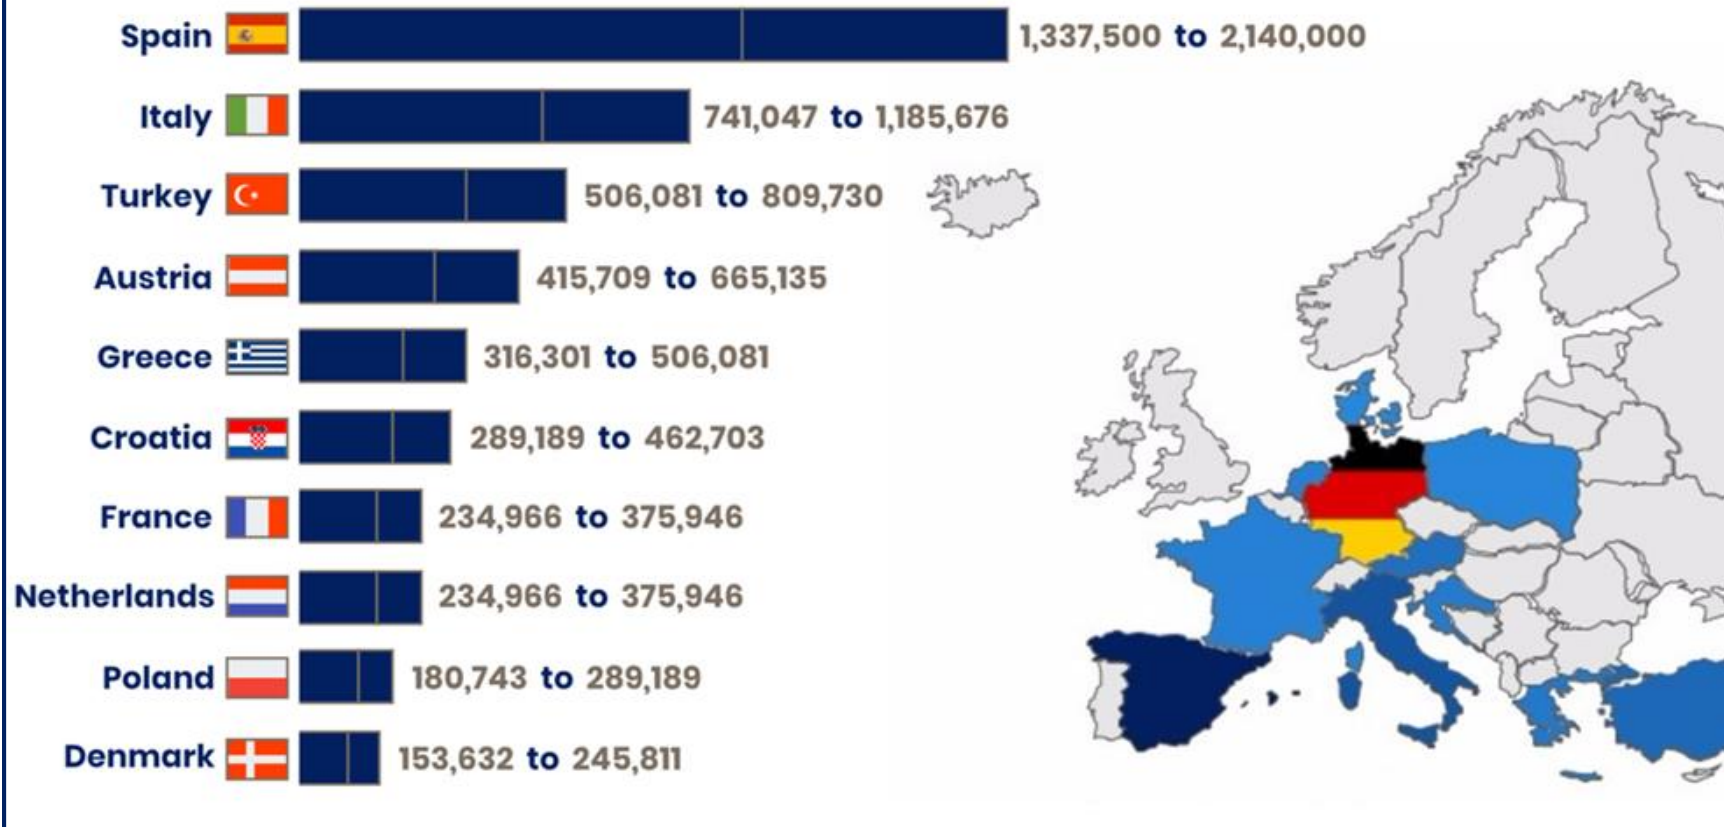 Spain 1,337,500 to 2,140,000
Italy 741,047 to 1,185,676
Turkey 506,081 to 809,730
Austria 415,709 to 665,135
Greece 316,301 to 506,081
Croatia 289,189 to 462,703
France 234,966 to 375,946
Netherlands 234,966 to 375,946
Poland 180,743 to 289,189
Denmark 153,632 to 245,811